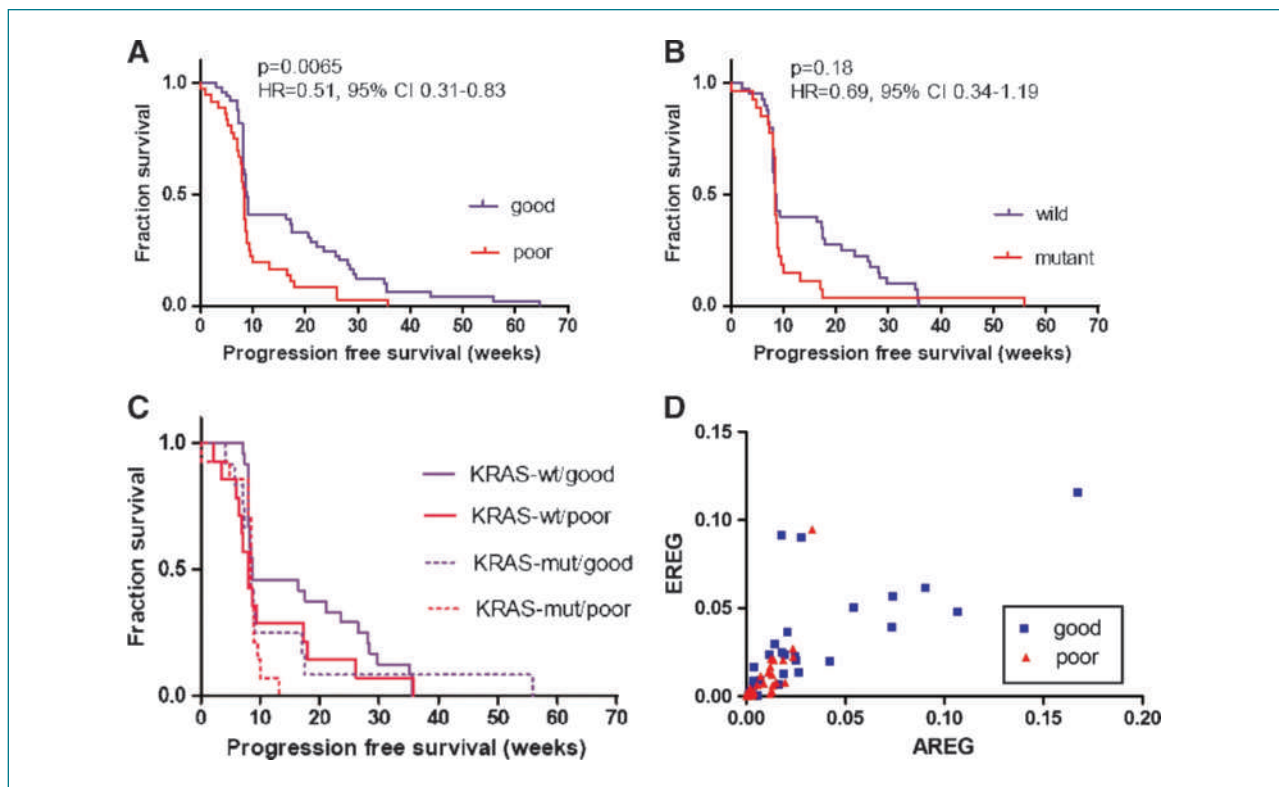 A
p=0.0065
HR=0.51, 95% CI 0.31-0.83
Fraction survival
1.0
0.5
0.0
good
poor
0 10 20 30 40 50 60 70
Progression free survival (weeks)
B
p=0.18
HR=0.69, 95% CI 0.34-1.19
Fraction survival
1.0
0.5
0.0
wild
mutant
0 10 20 30 40 50 60 70
Progression free survival (weeks)
C
Fraction survival
1.0
0.5
0.0
KRAS-wt/good
KRAS-wt/poor
KRAS-mut/good
KRAS-mut/poor
0 10 20 30 40 50 60 70
Progression free survival (weeks)
D
EREG
0.15
0.10
0.05
0.00
good
poor
0.00 0.05 0.10 0.15 0.20
AREG